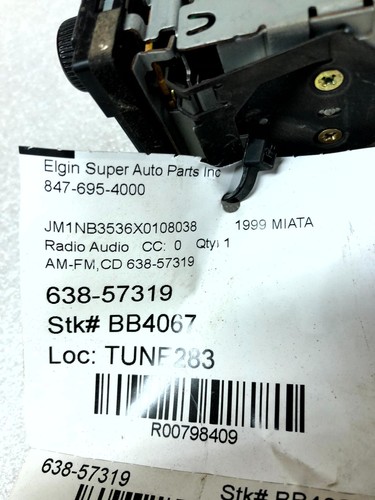 Elgin Super Auto Parts Inc
847-695-4000
JM1NB3536X0108038 1999 MIATA
Radio Audio CC: 0 Qty: 1
AM-FM,CD 638-57319
638-57319
Stk# BB4067
Loc: TUNE283
R00798409
638-57319
Stk#